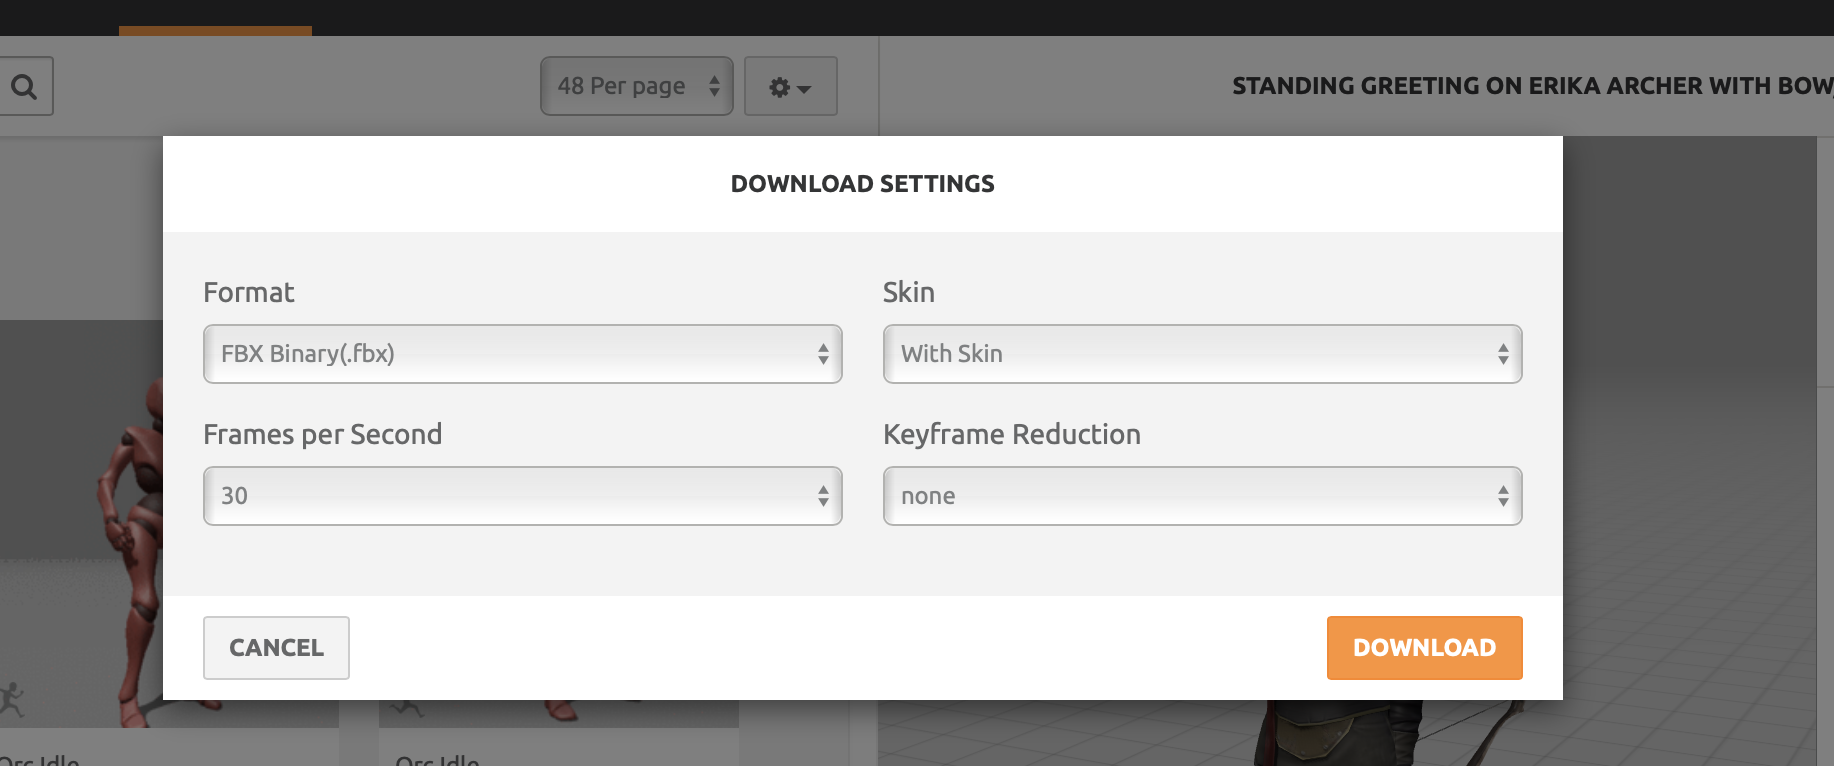 48 Per page
STANDING GREETING ON ERIKA ARCHER WITH BOW
DOWNLOAD SETTINGS
Format
Skin
FBX Binary(.fbx)
With Skin
Frames per Second
Keyframe Reduction
30
none
CANCEL
DOWNLOAD
Orc Idle
Orc Idle